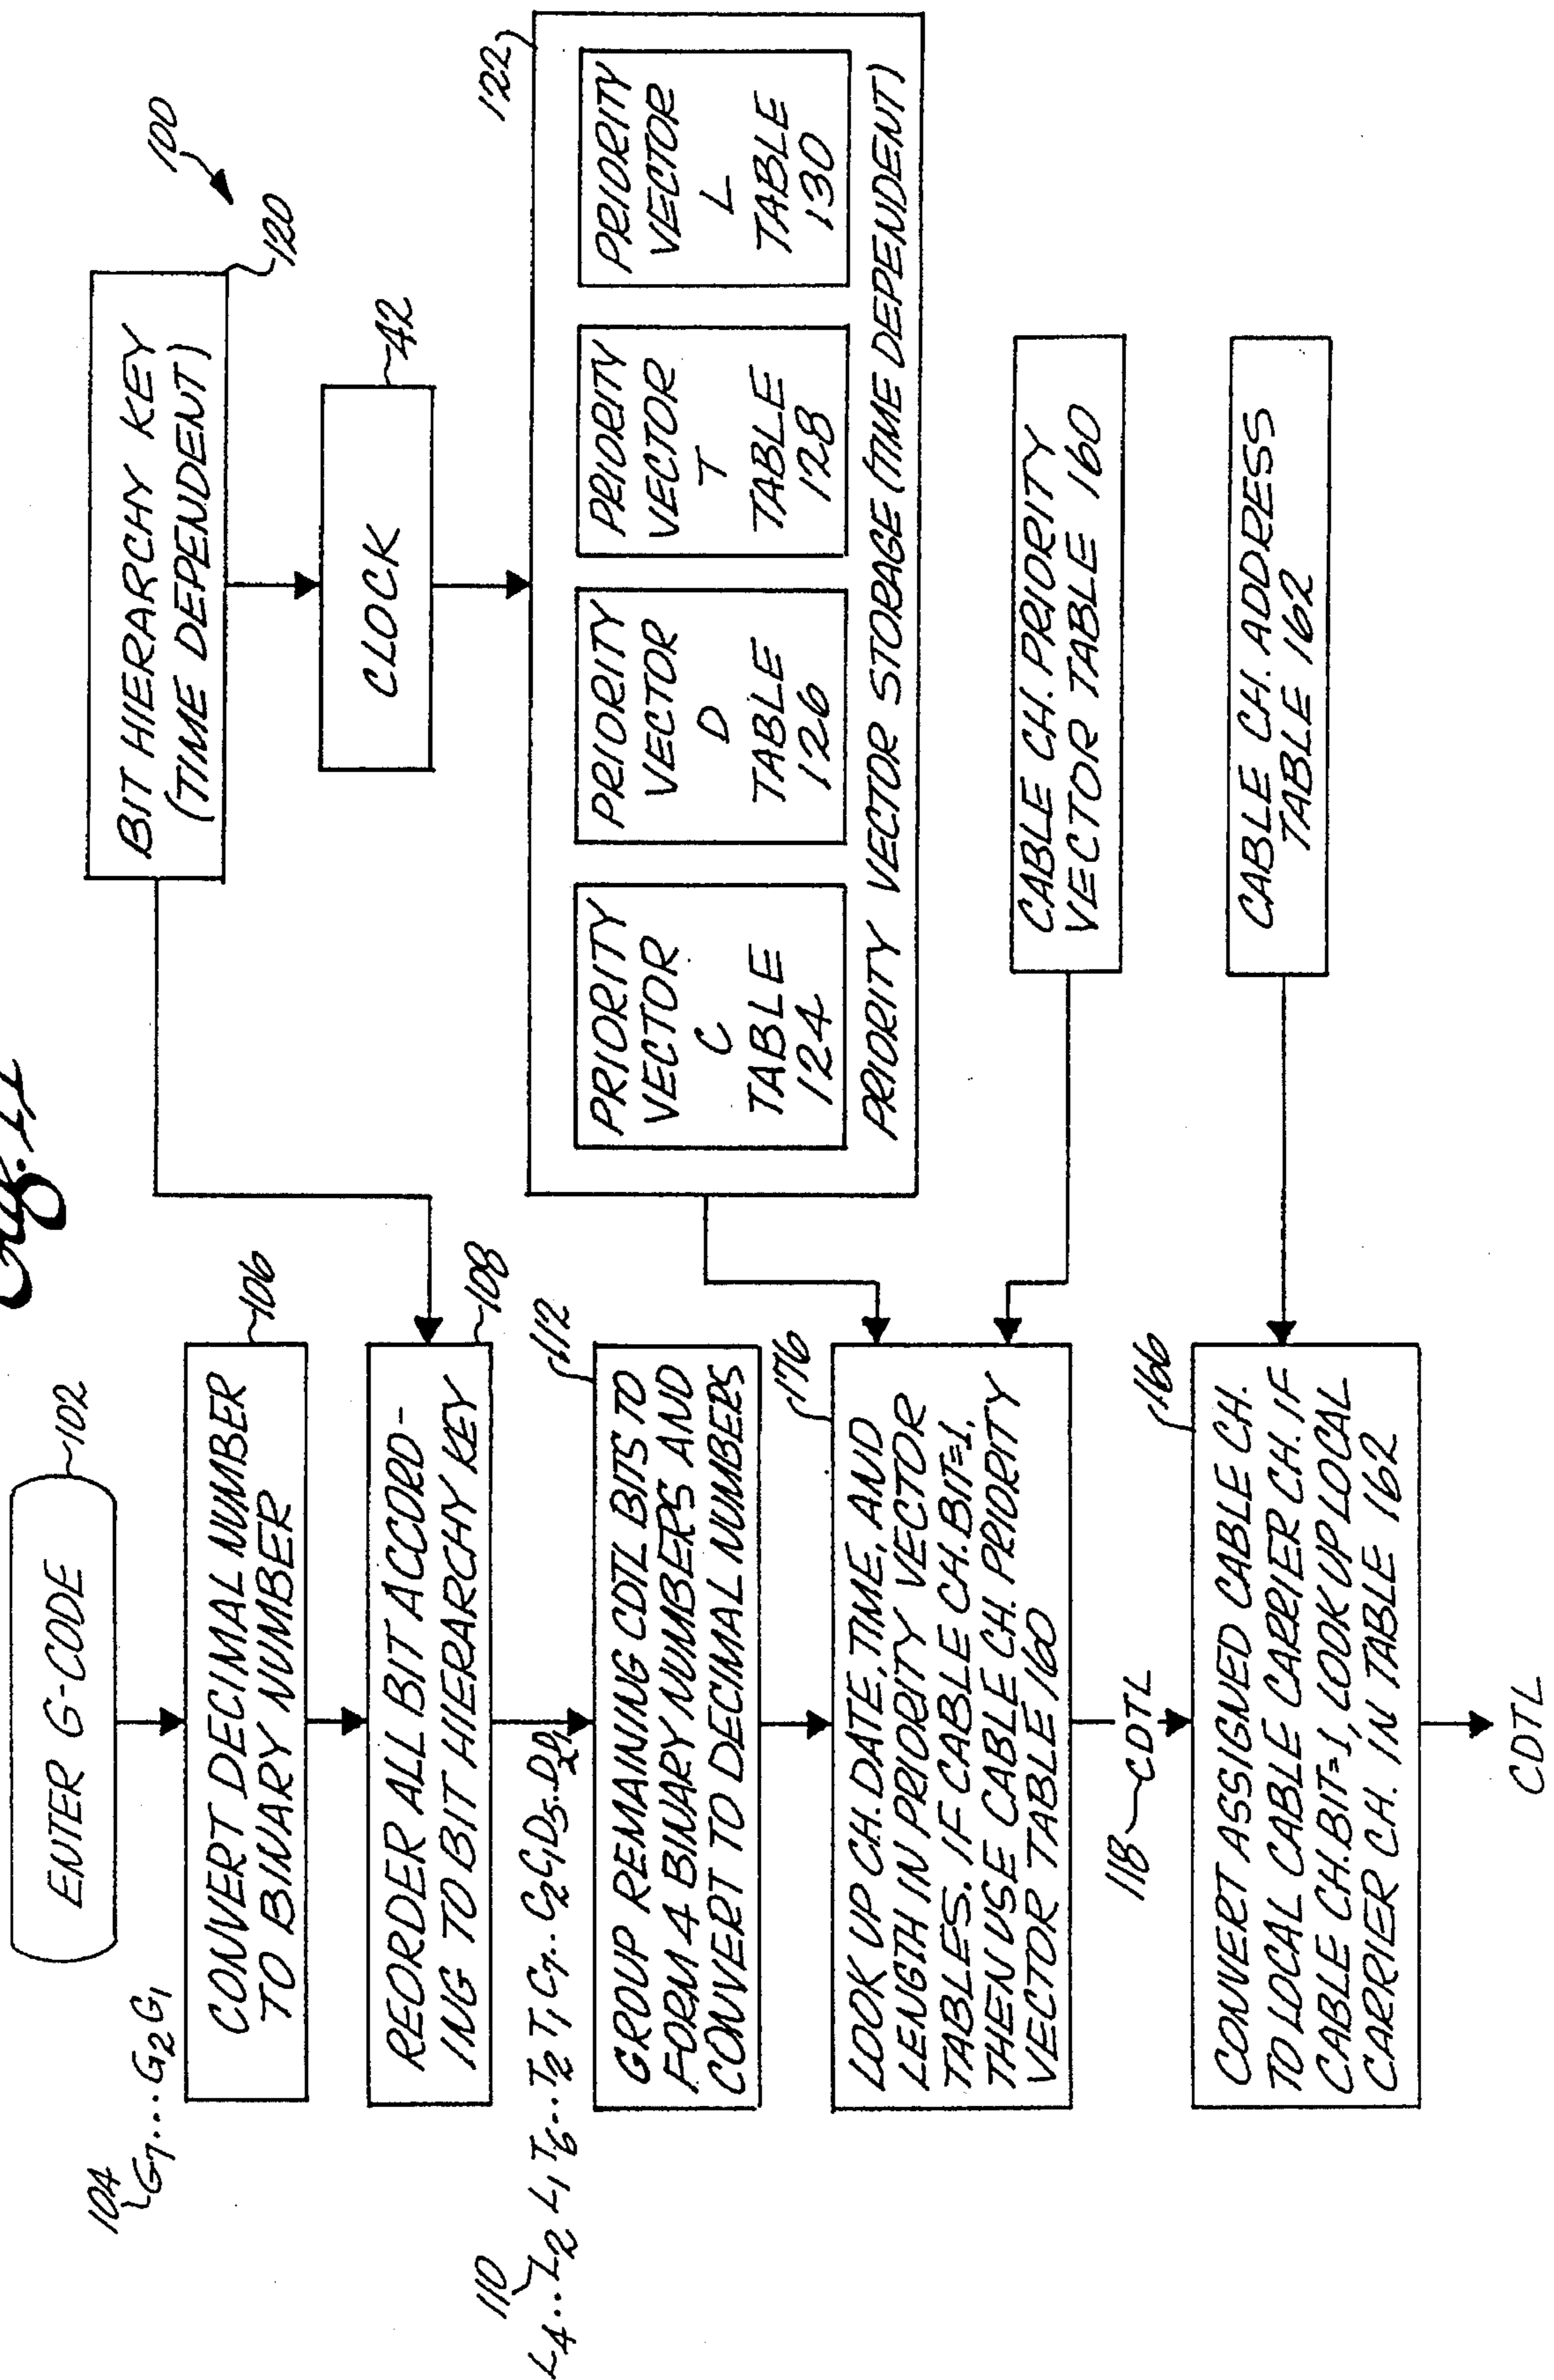 Fig. 11
ENTER G-CODE
102
104
G7...G2G1
CONVERT DECIMAL NUMBER
TO BINARY NUMBER
106
REORDER ALL BIT ACCORD-
ING TO BIT HIERARCHY KEY
108
110
L4..L2 L1 T6...T2 T1 C7..C2C1D5..D2D1
GROUP REMAINING CDTL BITS TO
FORM 4 BINARY NUMBERS AND
CONVERT TO DECIMAL NUMBERS
112
LOOK UP CH. DATE, TIME, AND
LENGTH IN PRIORITY VECTOR
TABLES. IF CABLE CH. BIT=1,
THEN USE CABLE CH. PRIORITY
VECTOR TABLE 160
176
118
CDTL
CONVERT ASSIGNED CABLE CH.
TO LOCAL CABLE CARRIER CH. IF
CABLE CH. BIT=1, LOOK UP LOCAL
CARRIER CH. IN TABLE 162
166
CDTL
100
BIT HIERARCHY KEY
(TIME DEPENDENT)
120
CLOCK
42
122
PRIORITY
VECTOR
C
TABLE
124
PRIORITY
VECTOR
D
TABLE
126
PRIORITY
VECTOR
T
TABLE
128
PRIORITY
VECTOR
L
TABLE
130
PRIORITY VECTOR STORAGE (TIME DEPENDENT)
CABLE CH. PRIORITY
VECTOR TABLE 160
CABLE CH. ADDRESS
TABLE 162